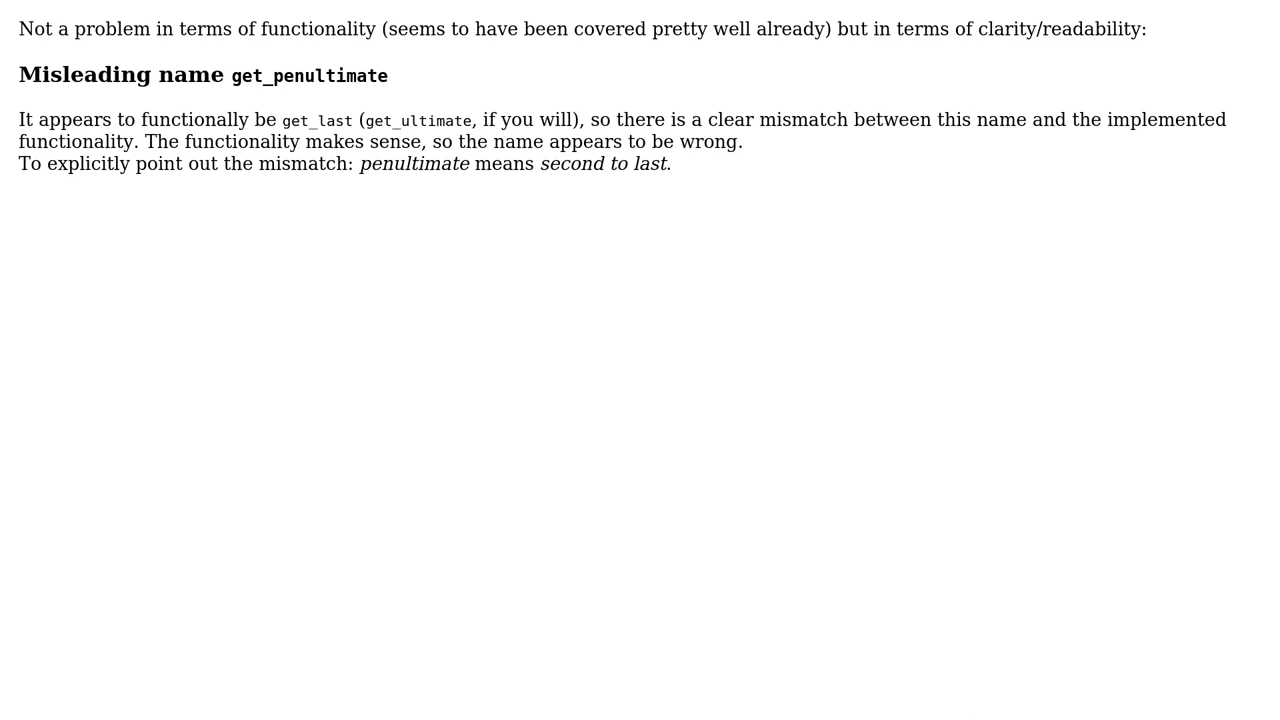 Not a problem in terms of functionality (seems to have been covered pretty well already) but in terms of clarity/readability:
Misleading name get_penultimate
It appears to functionally be get_last (get_ultimate, if you will), so there is a clear mismatch between this name and the implemented
functionality. The functionality makes sense, so the name appears to be wrong.
To explicitly point out the mismatch: penultimate means second to last.